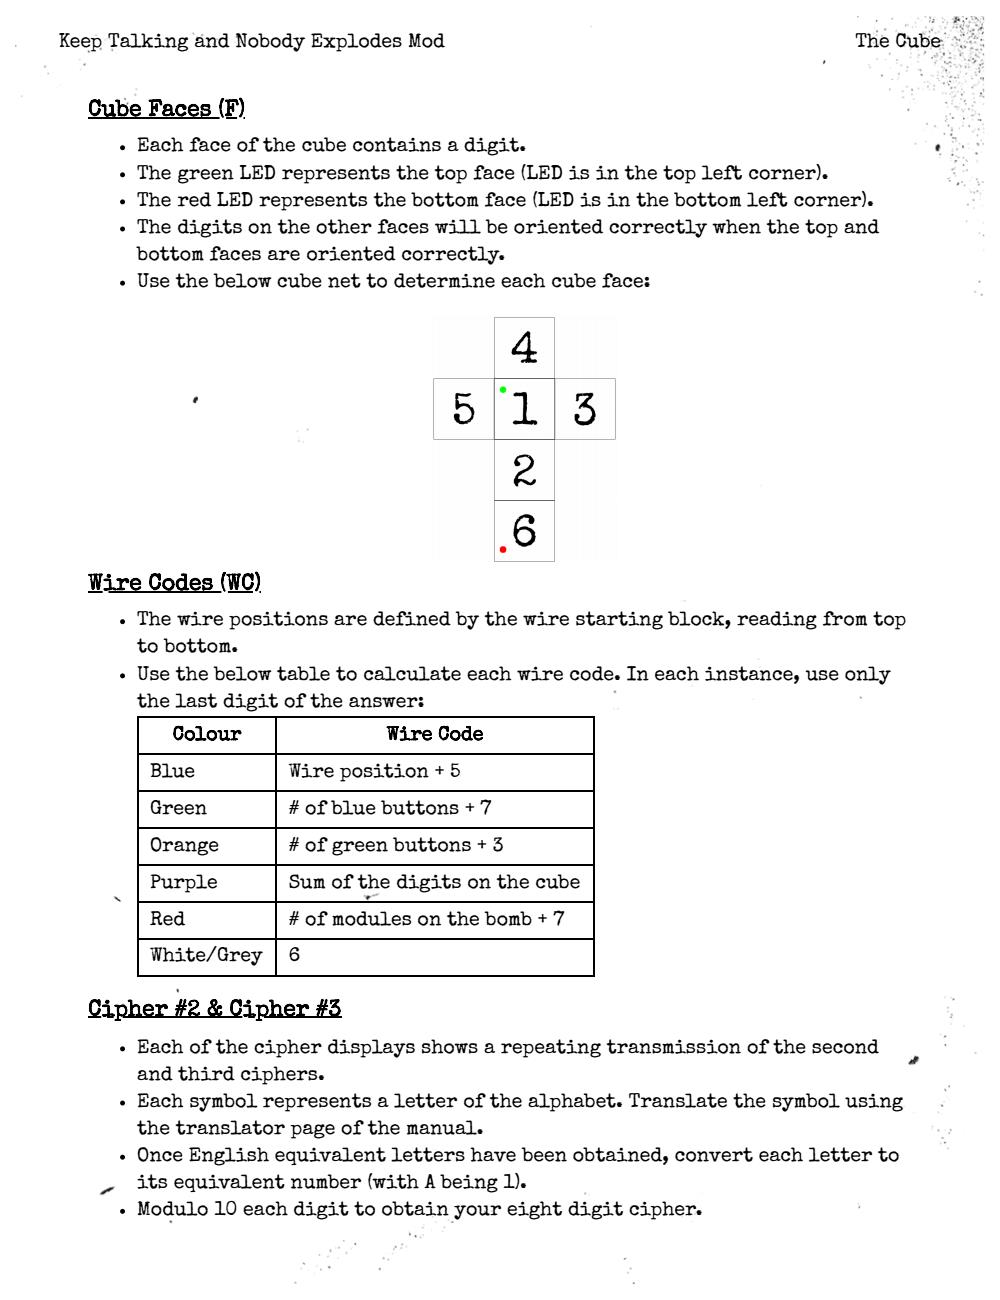 Keep Talking and Nobody Explodes Mod The Cube
Cube Faces (F)
• Each face of the cube contains a digit.
• The green LED represents the top face (LED is in the top left corner).
• The red LED represents the bottom face (LED is in the bottom left corner).
• The digits on the other faces will be oriented correctly when the top and
bottom faces are oriented correctly.
• Use the below cube net to determine each cube face:
4
5 1 3
2
6
Wire Codes (WC)
• The wire positions are defined by the wire starting block, reading from top
to bottom.
• Use the below table to calculate each wire code. In each instance, use only
the last digit of the answer:
Colour Wire Code
Blue Wire position + 5
Green # of blue buttons + 7
Orange # of green buttons + 3
Purple Sum of the digits on the cube
Red # of modules on the bomb + 7
White/Grey 6
Cipher #2 & Cipher #3
• Each of the cipher displays shows a repeating transmission of the second
and third ciphers.
• Each symbol represents a letter of the alphabet. Translate the symbol using
the translator page of the manual.
• Once English equivalent letters have been obtained, convert each letter to
its equivalent number (with A being 1).
• Modulo 10 each digit to obtain your eight digit cipher.